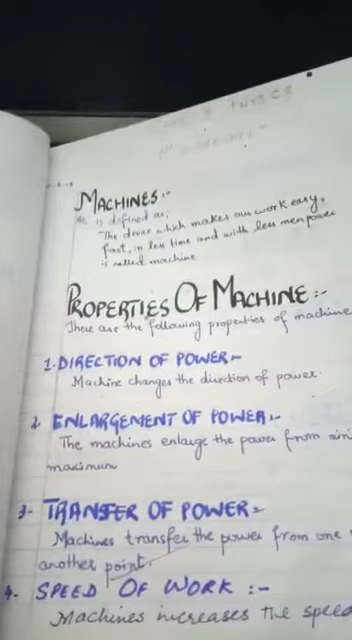 MACHINES:-
It is defined as,
The devie which makes our work easy,
fast, in less time and with less men power
is called machine
PROPERTIES OF MACHINE:-
There are the following properties of machine
1. DIRECTION OF POWER:-
Machine changes the direction of power.
2. ENLARGEMENT OF POWER:-
The machines enlarge the power from
maximum
3- TRANSFER OF POWER:-
Machines transfer the power from one
another point.
4- SPEED OF WORK :-
Machines increases the speed